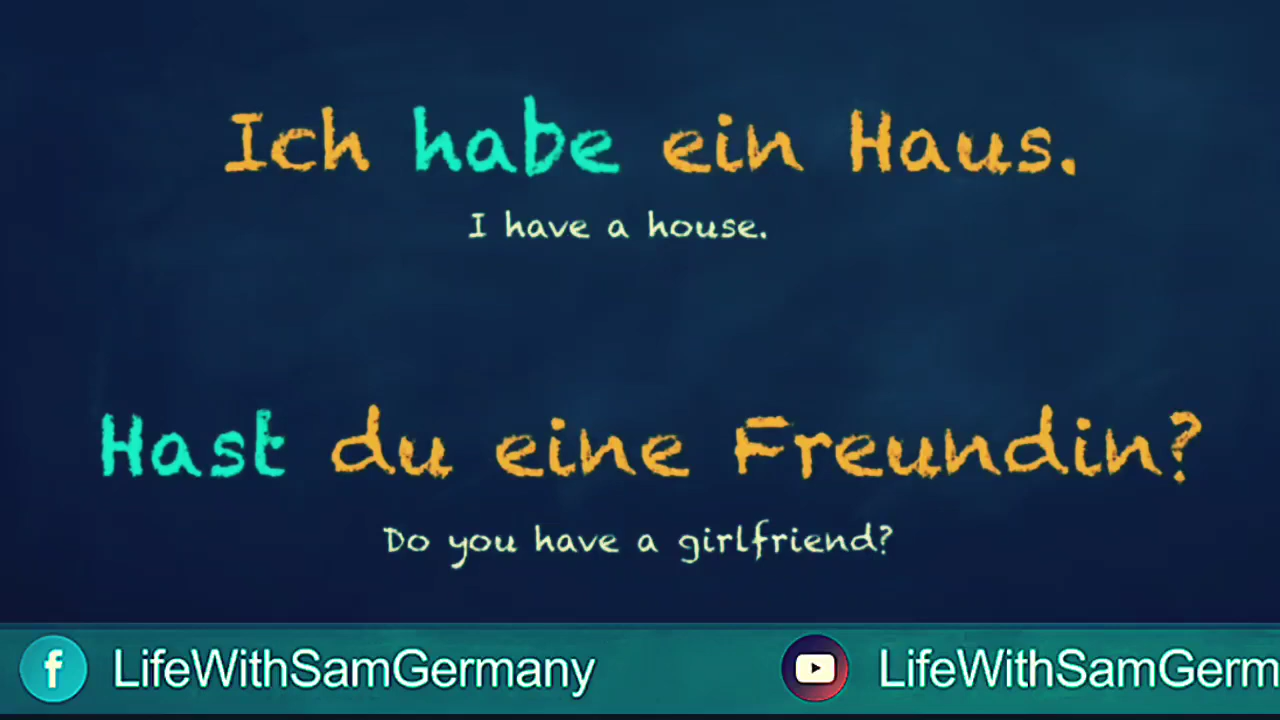 Ich habe ein Haus.
I have a house.
Hast du eine Freundin?
Do you have a girlfriend?
LifeWithSamGermany
LifeWithSamGerm